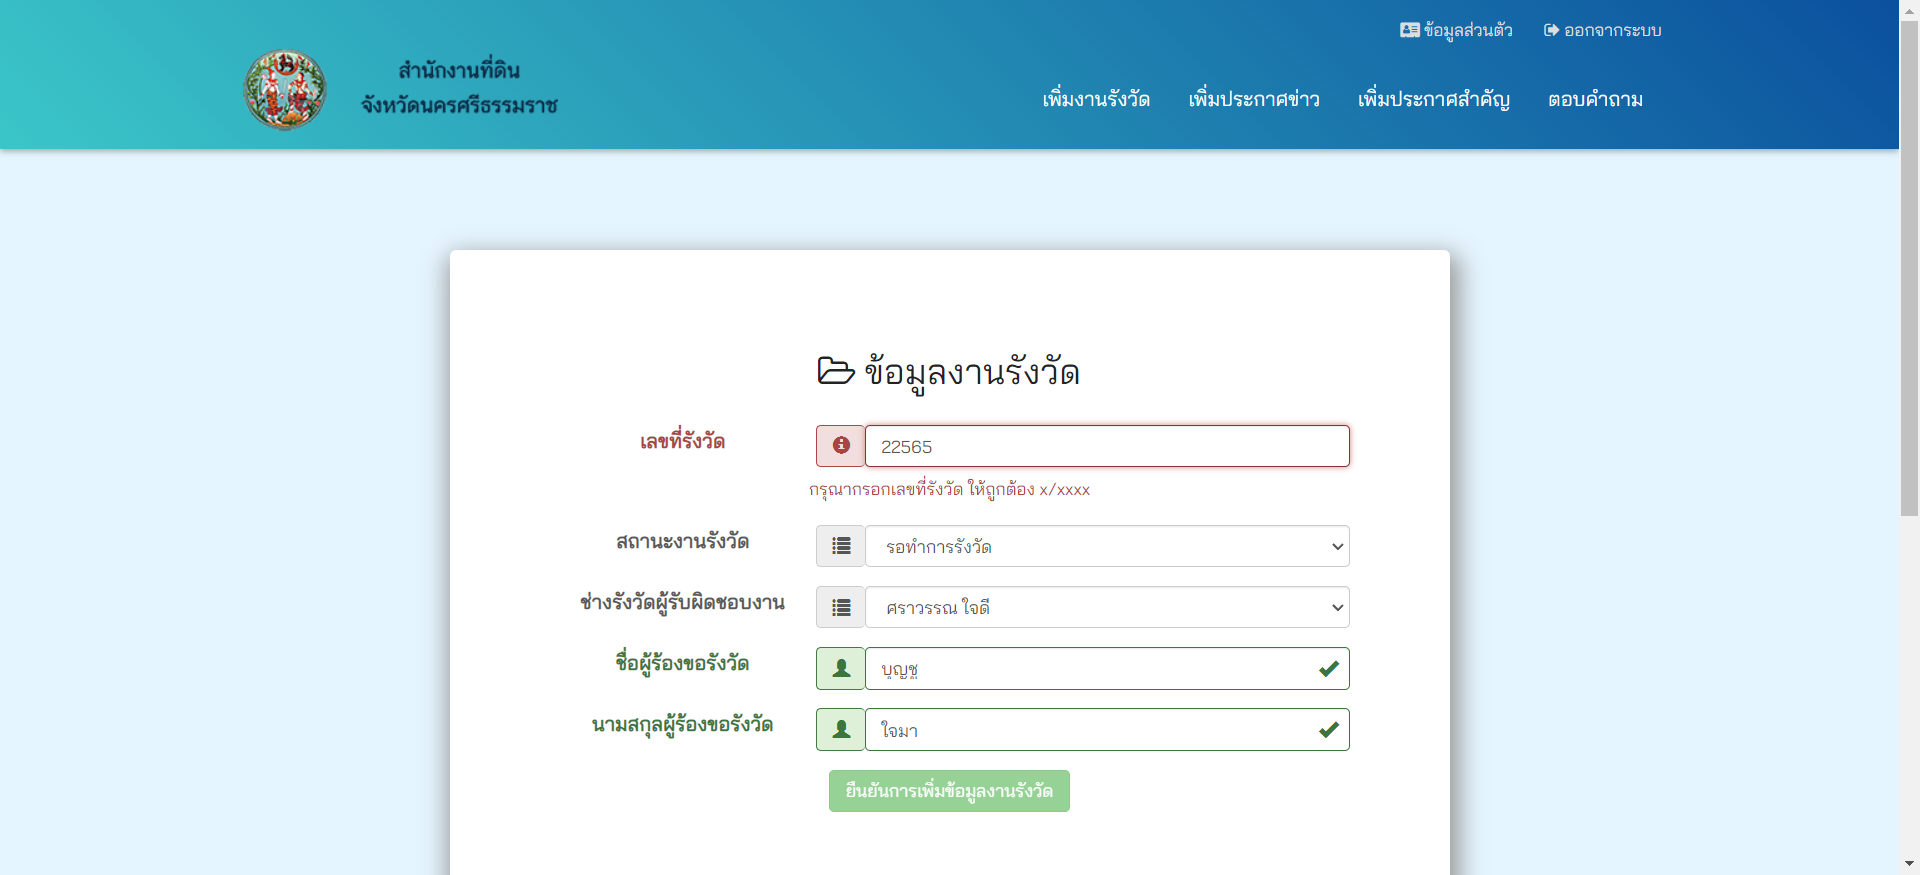 ข้อมูลส่วนตัว ออกจากระบบ
สำนักงานที่ดิน
จังหวัดนครศรีธรรมราช
เพิ่มงานรังวัด เพิ่มประกาศข่าว เพิ่มประกาศสำคัญ ตอบคำถาม
ข้อมูลงานรังวัด
เลขที่รังวัด 22565
กรุณากรอกเลขที่รังวัด ให้ถูกต้อง x/xxxx
สถานะงานรังวัด รอทำการรังวัด
ช่างรังวัดผู้รับผิดชอบงาน ศราวรรณ ใจดี
ชื่อผู้ร้องขอรังวัด บุญชู
นามสกุลผู้ร้องขอรังวัด ใจมา
ยืนยันการเพิ่มข้อมูลงานรังวัด